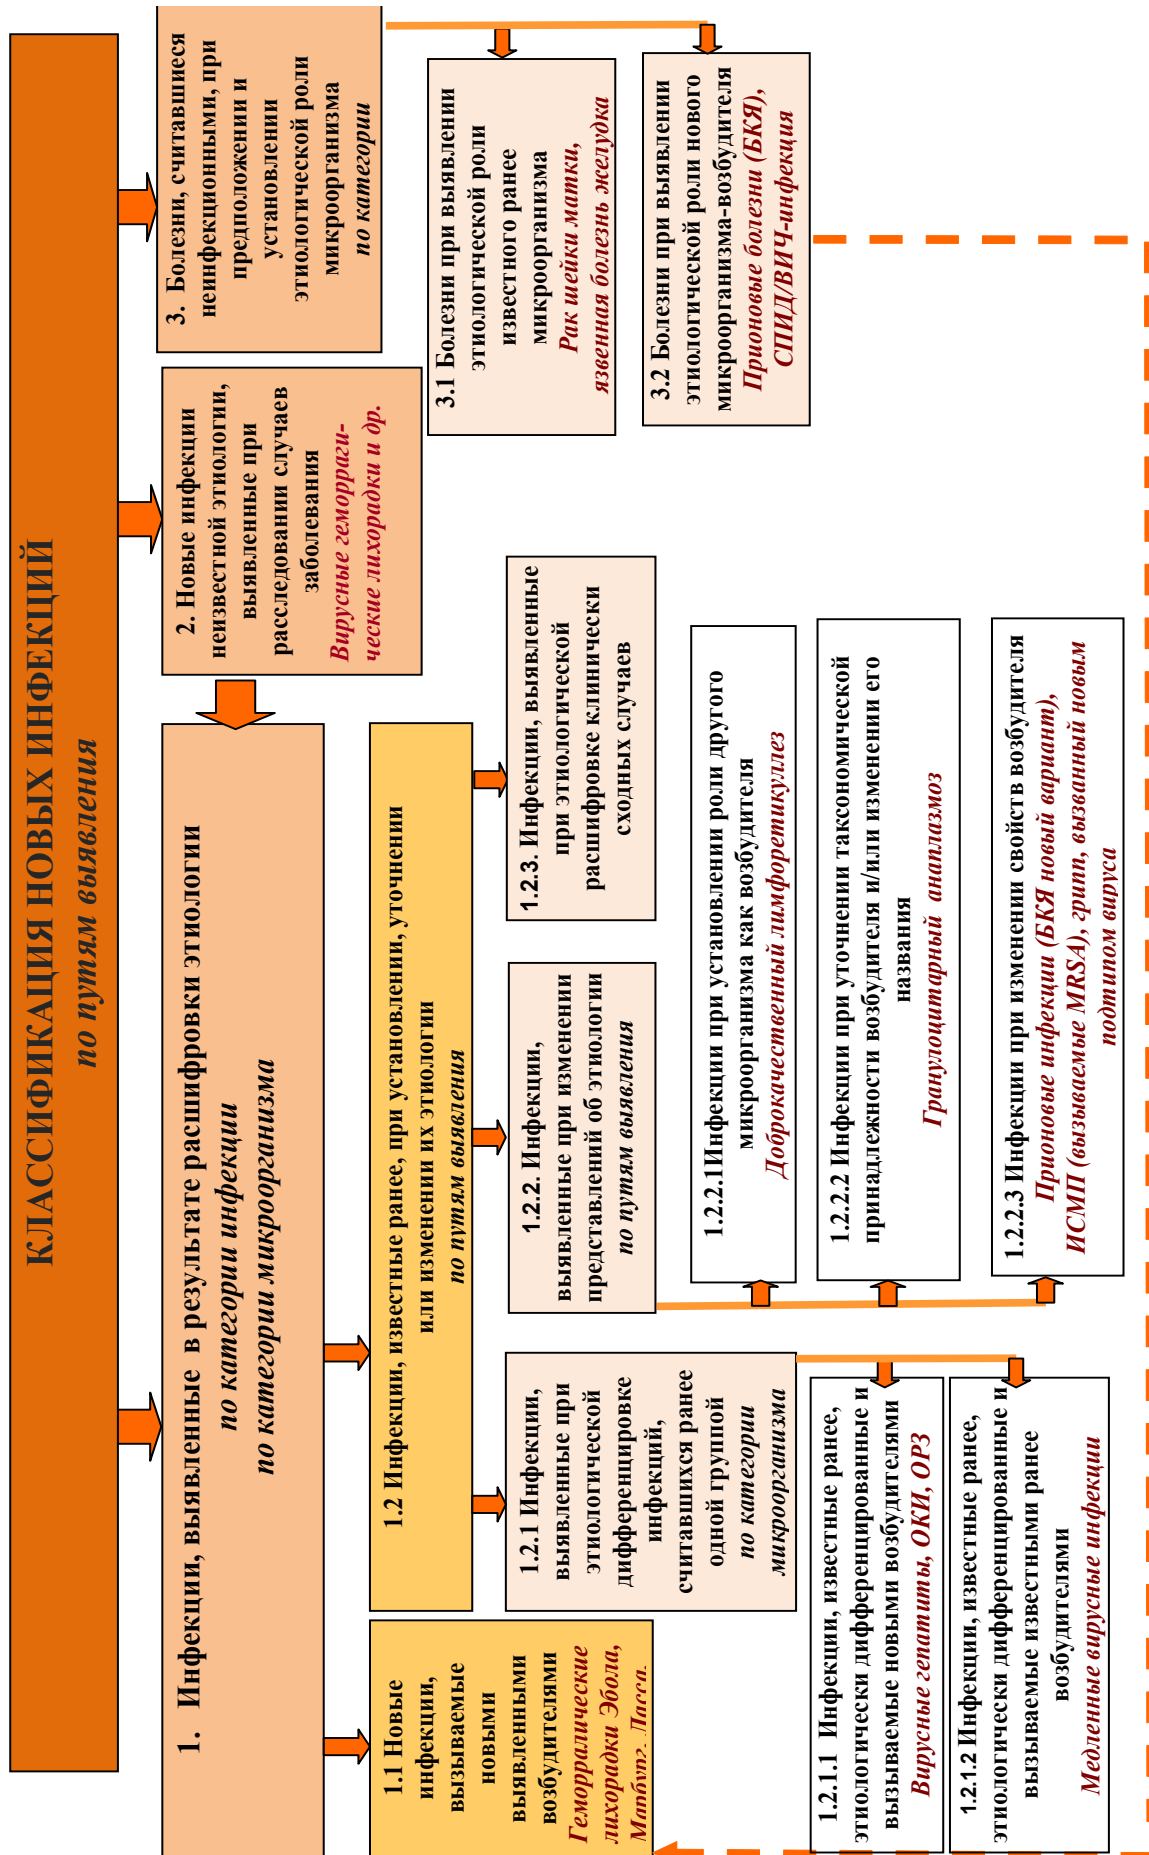 КЛАССИФИКАЦИЯ НОВЫХ ИНФЕКЦИЙ
по путям выявления
1. Инфекции, выявленные в результате расшифровки этиологии
по категории инфекции
по категории микроорганизма
2. Новые инфекции
неизвестной этиологии,
выявленные при
расследовании случаев
заболевания
Вирусные геморраги-
ческие лихорадки и др.
3. Болезни, считавшиеся
неинфекционными, при
предположении и
установлении
этиологической роли
микроорганизма
по категории
1.1 Новые
инфекции,
вызываемые
новыми
выявленным
возбудителями
Геморралические
лихорадки Эбола,
Марбург, Ласса.
1.2 Инфекции, известные ранее, при установлении, уточнении
или изменении их этиологии
по путям выявления
1.2.1 Инфекции,
выявленные при
этиологической
дифференцировке
инфекций,
считавшихся ранее
одной группой
по категории
микроорганизма
1.2.2. Инфекции,
выявленные при изменении
представлений об этиологии
по путям выявления
1.2.3. Инфекции, выявленные
при этиологической
расшифровке клинически
сходных случаев
3.1 Болезни при выявлении
этиологической роли
известного ранее
микроорганизма
Рак шейки матки,
язвенная болезнь желудка
3.2 Болезни при выявлении
этиологической роли нового
микроорганизма-возбудителя
Прионовые болезни (БКЯ),
СПИД/ВИЧ-инфекция
1.2.1.1 Инфекции, известные ранее,
этиологически дифференцированные и
вызываемые новыми возбудителями
Вирусные гепатиты, ОКИ, ОРЗ
1.2.1.2 Инфекции, известные ранее,
этиологически дифференцированные и
вызываемые известными ранее
возбудителями
Медленные вирусные инфекции
1.2.2.1Инфекции при установлении роли другого
микроорганизма как возбудителя
Доброкачественный лимфоретикуллез
1.2.2.2 Инфекции при уточнении таксономической
принадлежности возбудителя и/или изменении его
названия
Гранулоцитарный анаплазмоз
1.2.2.3 Инфекции при изменении свойств возбудителя
Прионовые инфекции (БКЯ новый вариант),
ИСМП (вызываемые MRSA), грипп, вызванный новым
подтипом вируса